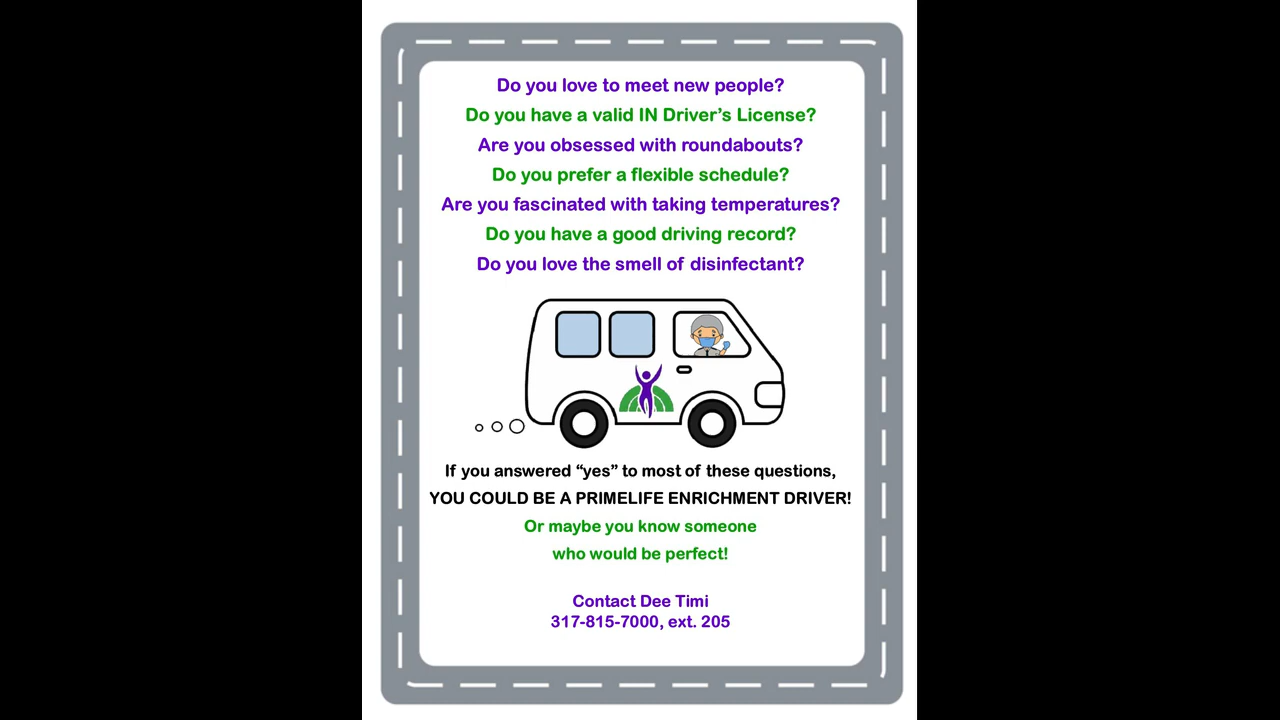 Do you love to meet new people?
Do you have a valid IN Driver’s License?
Are you obsessed with roundabouts?
Do you prefer a flexible schedule?
Are you fascinated with taking temperatures?
Do you have a good driving record?
Do you love the smell of disinfectant?
If you answered “yes” to most of these questions,
YOU COULD BE A PRIMELIFE ENRICHMENT DRIVER!
Or maybe you know someone
who would be perfect!
Contact Dee Timi
317-815-7000, ext. 205